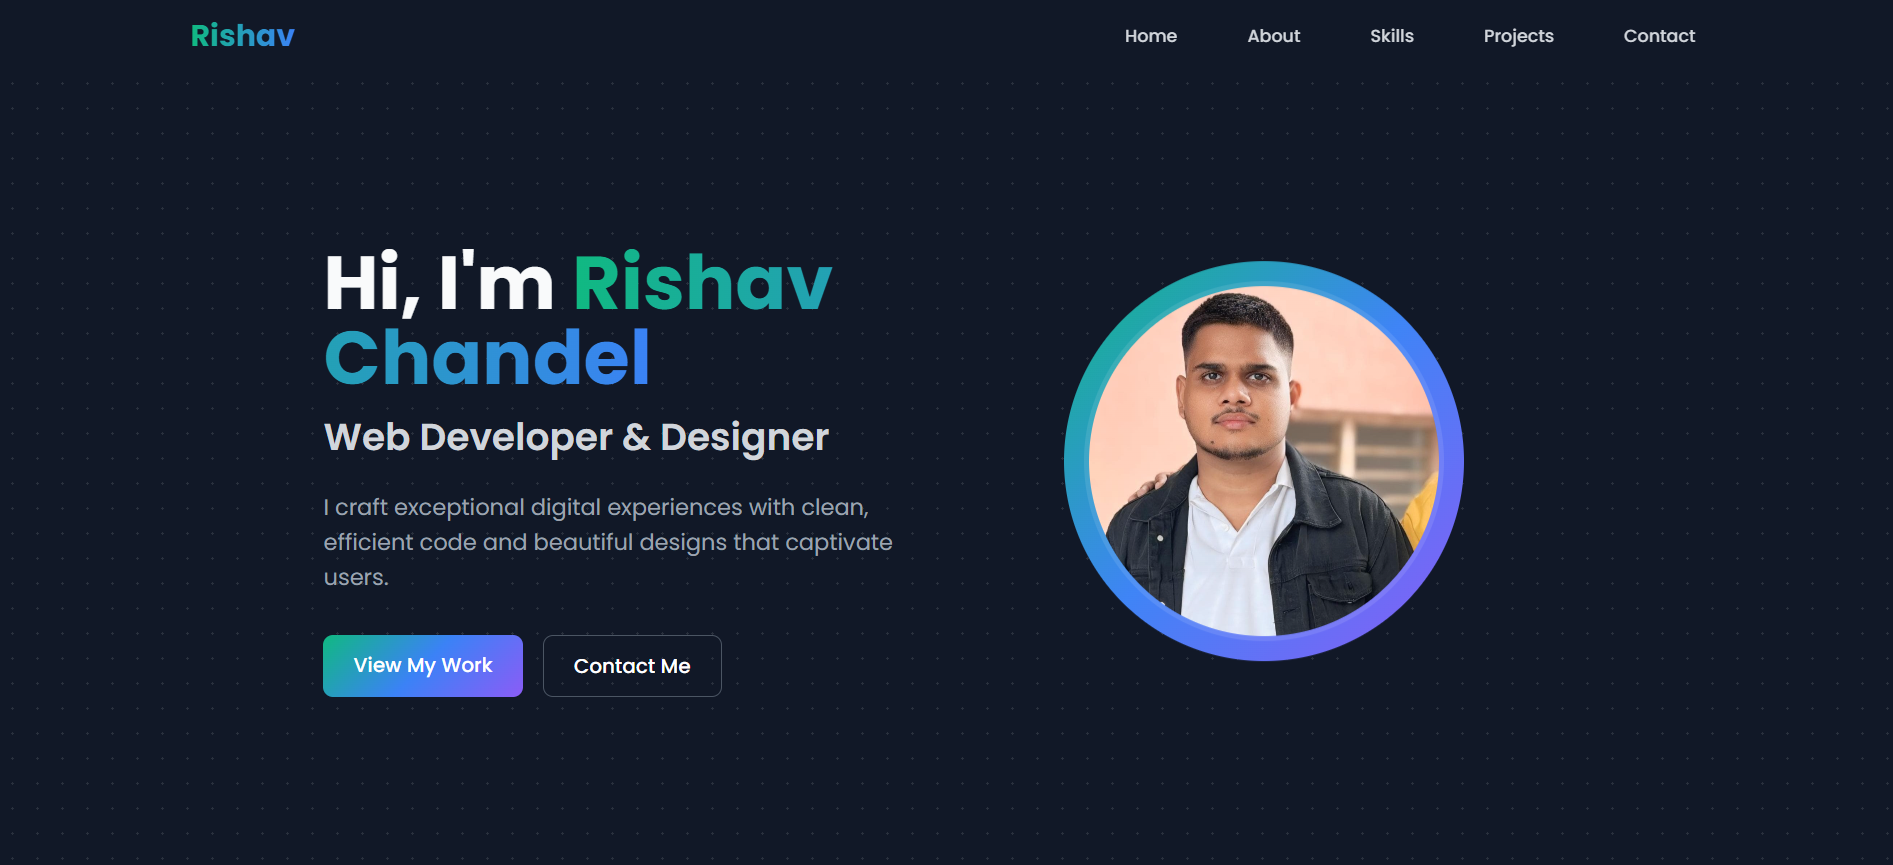 Rishav
Home About Skills Projects Contact
Hi, I'm Rishav
Chandel
Web Developer & Designer
I craft exceptional digital experiences with clean,
efficient code and beautiful designs that captivate
users.
View My Work
Contact Me